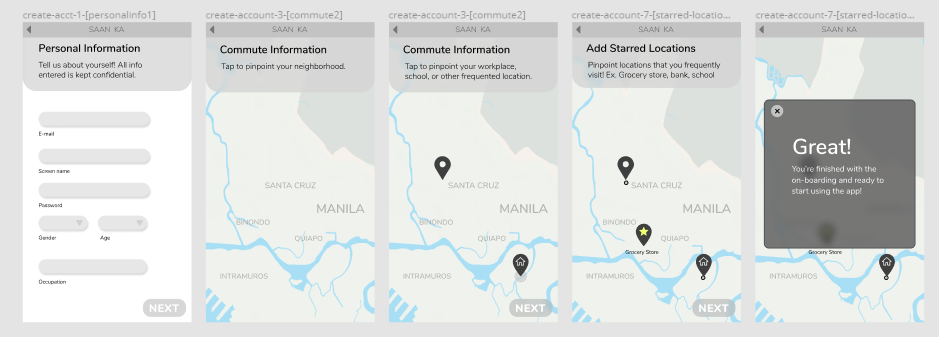 create-acct-1-[personalinfo1]
SAAN KA
Personal Information
Tell us about yourself! All info
entered is kept confidential.
E-mail
Screen name
Password
Gender
Age
Occupation
NEXT
create-account-3-[commute2]
SAAN KA
Commute Information
Tap to pinpoint your neighborhood.
SANTA CRUZ
MANILA
BINONDO
QUIAPO
INTRAMUROS
NEXT
create-account-3-[commute2]
SAAN KA
Commute Information
Tap to pinpoint your workplace,
school, or other frequented location.
SANTA CRUZ
MANILA
BINONDO
QUIAPO
INTRAMUROS
NEXT
create-account-7-[starred-locatio...
SAAN KA
Add Starred Locations
Pinpoint locations that you frequently
visit! Ex. Grocery store, bank, school
SANTA CRUZ
MANILA
BINONDO
QUIAPO
Grocery Store
INTRAMUROS
NEXT
create-account-7-[starred-locatio...
SAAN KA
Great!
You're finished with the
on-boarding and ready to
start using the app!
Grocery Store
INTRAMUROS